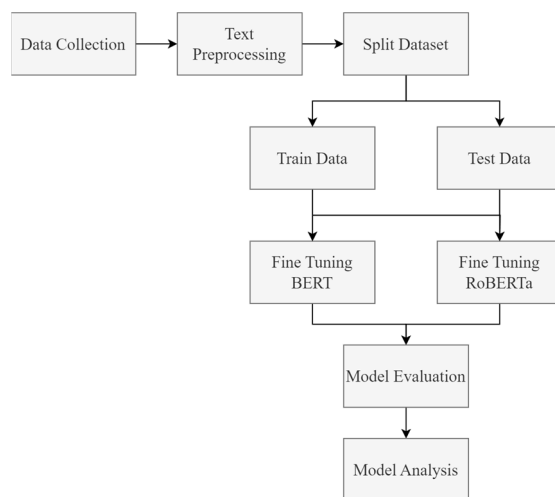 Data Collection
Text
Preprocessing
Split Dataset
Train Data
Test Data
Fine Tuning
BERT
Fine Tuning
RoBERTa
Model Evaluation
Model Analysis